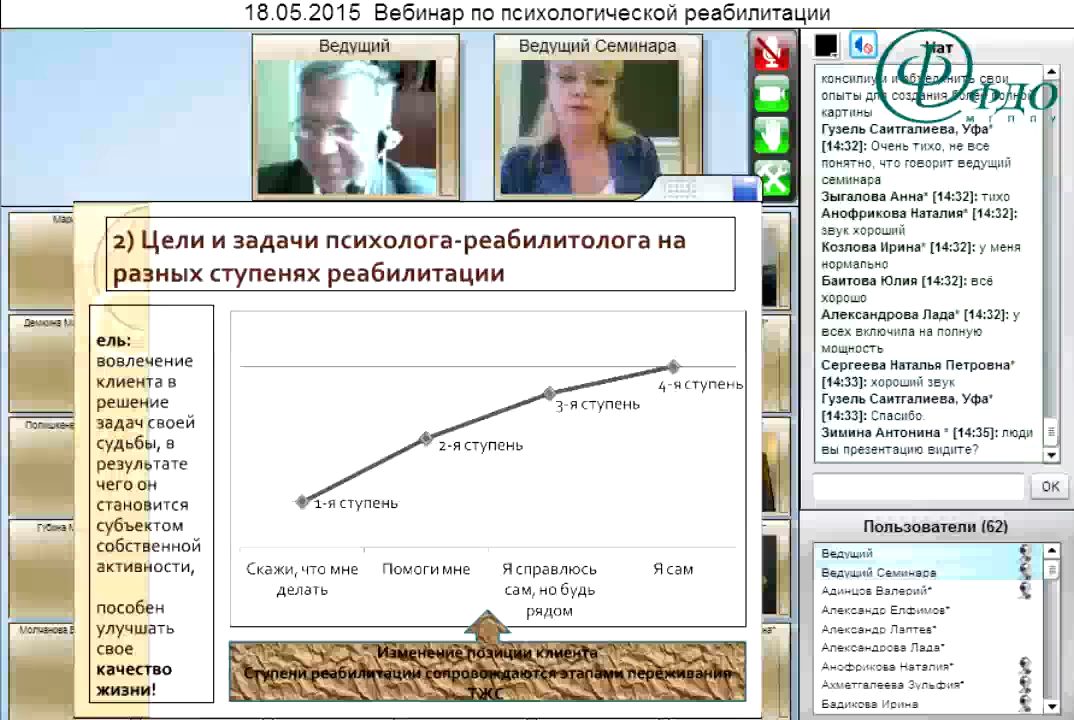 18.05.2015 Вебинар по психологической реабилитации
Ведущий
Ведущий Семинара
2) Цели и задачи психолога-реабилитолога на
разных ступенях реабилитации
ель:
вовлечение
клиента в
решение
задач своей
судьбы, в
результате
чего он
становится
субъектом
собственной
активности,
пособен
улучшать
свое
качество
жизни!
4-я ступень
3-я ступень
2-я ступень
1-я ступень
Скажи, что мне
делать
Помоги мне
Я справлюсь
сам, но будь
рядом
Я сам
Изменение позиции клиента
Ступени реабилитации сопровождаются этапами переживания
ТЖС
Чат
ФДО
МГППУ
консилиум и объединить свои
опыты для создания более полной
картины
Гузель Саитгалиева, Уфа*
[14:32]: Очень тихо, не все
понятно, что говорит ведущий
семинара
Зыгалова Анна* [14:32]: тихо
Анофрикова Наталия* [14:32]:
звук хороший
Козлова Ирина* [14:32]: у меня
нормально
Баитова Юлия [14:32]: всё
хорошо
Александрова Лада* [14:32]: у
всех включила на полную
мощность
Сергеева Наталья Петровна*
[14:33]: хороший звук
Гузель Саитгалиева, Уфа*
[14:33]: Спасибо.
Зимина Антонина * [14:35]: люди
вы презентацию видите?
OK
Пользователи (62)
Ведущий
Ведущий Семинара
Адинцов Валерий*
Александр Елфимов*
Александр Лаптев*
Александрова Лада*
Анофрикова Наталия*
Ахметгалеева Зульфия*
Бадикова Ирина